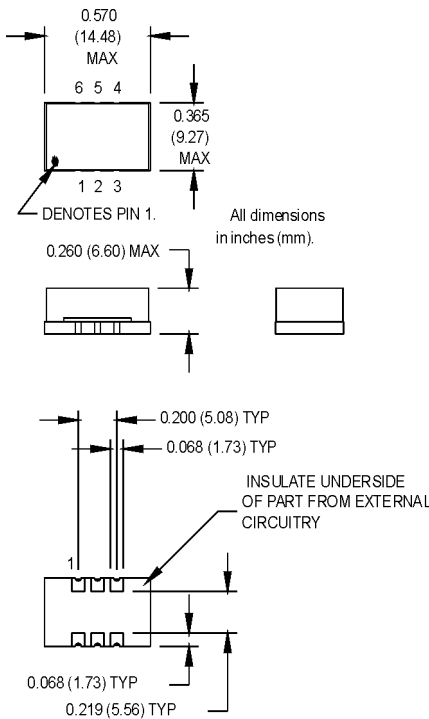 0.570
(14.48)
MAX
6 5 4
0.365
(9.27)
MAX
1 2 3
DENOTES PIN 1.
All dimensions
in inches (mm).
0.260 (6.60) MAX
0.200 (5.08) TYP
0.068 (1.73) TYP
INSULATE UNDERSIDE
OF PART FROM EXTERNAL
CIRCUITRY
1
0.068 (1.73) TYP
0.219 (5.56) TYP